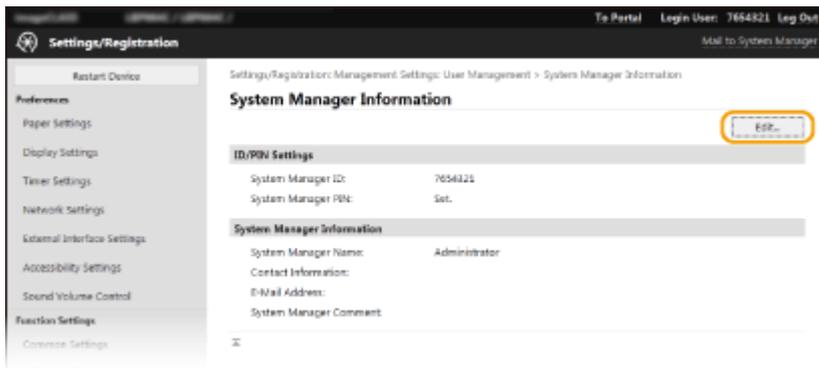 To Portal Login User: 7654321 Log Out
Settings/Registration
Mail to System Manager
Restart Device
Preferences
Paper Settings
Display Settings
Timer Settings
Network Settings
External Interface Settings
Accessibility Settings
Sound Volume Control
Function Settings
Common Settings
Settings/Registration: Management Settings: User Management > System Manager Information
System Manager Information
Edit...
ID/PIN Settings
System Manager ID: 7654321
System Manager PIN: Set.
System Manager Information
System Manager Name: Administrator
Contact Information:
E-Mail Address:
System Manager Comment: